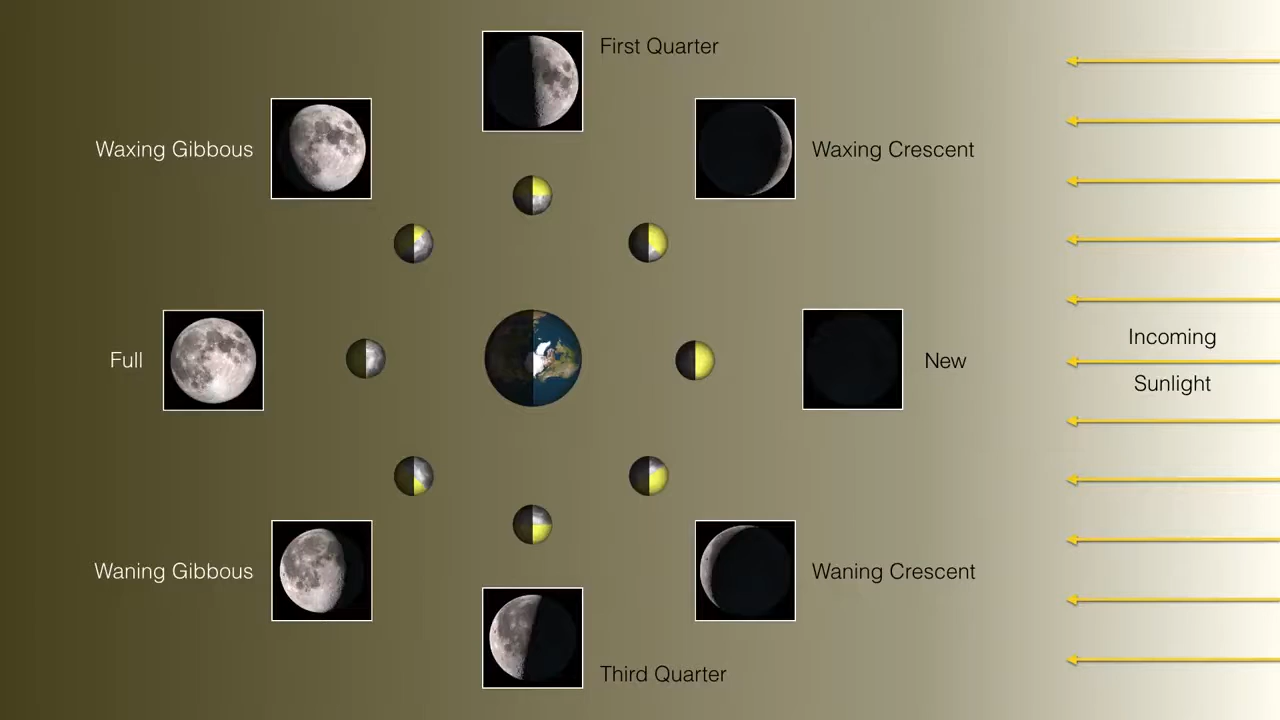 First Quarter
Waxing Gibbous
Waxing Crescent
Incoming
Sunlight
Full
New
Waning Gibbous
Waning Crescent
Third Quarter